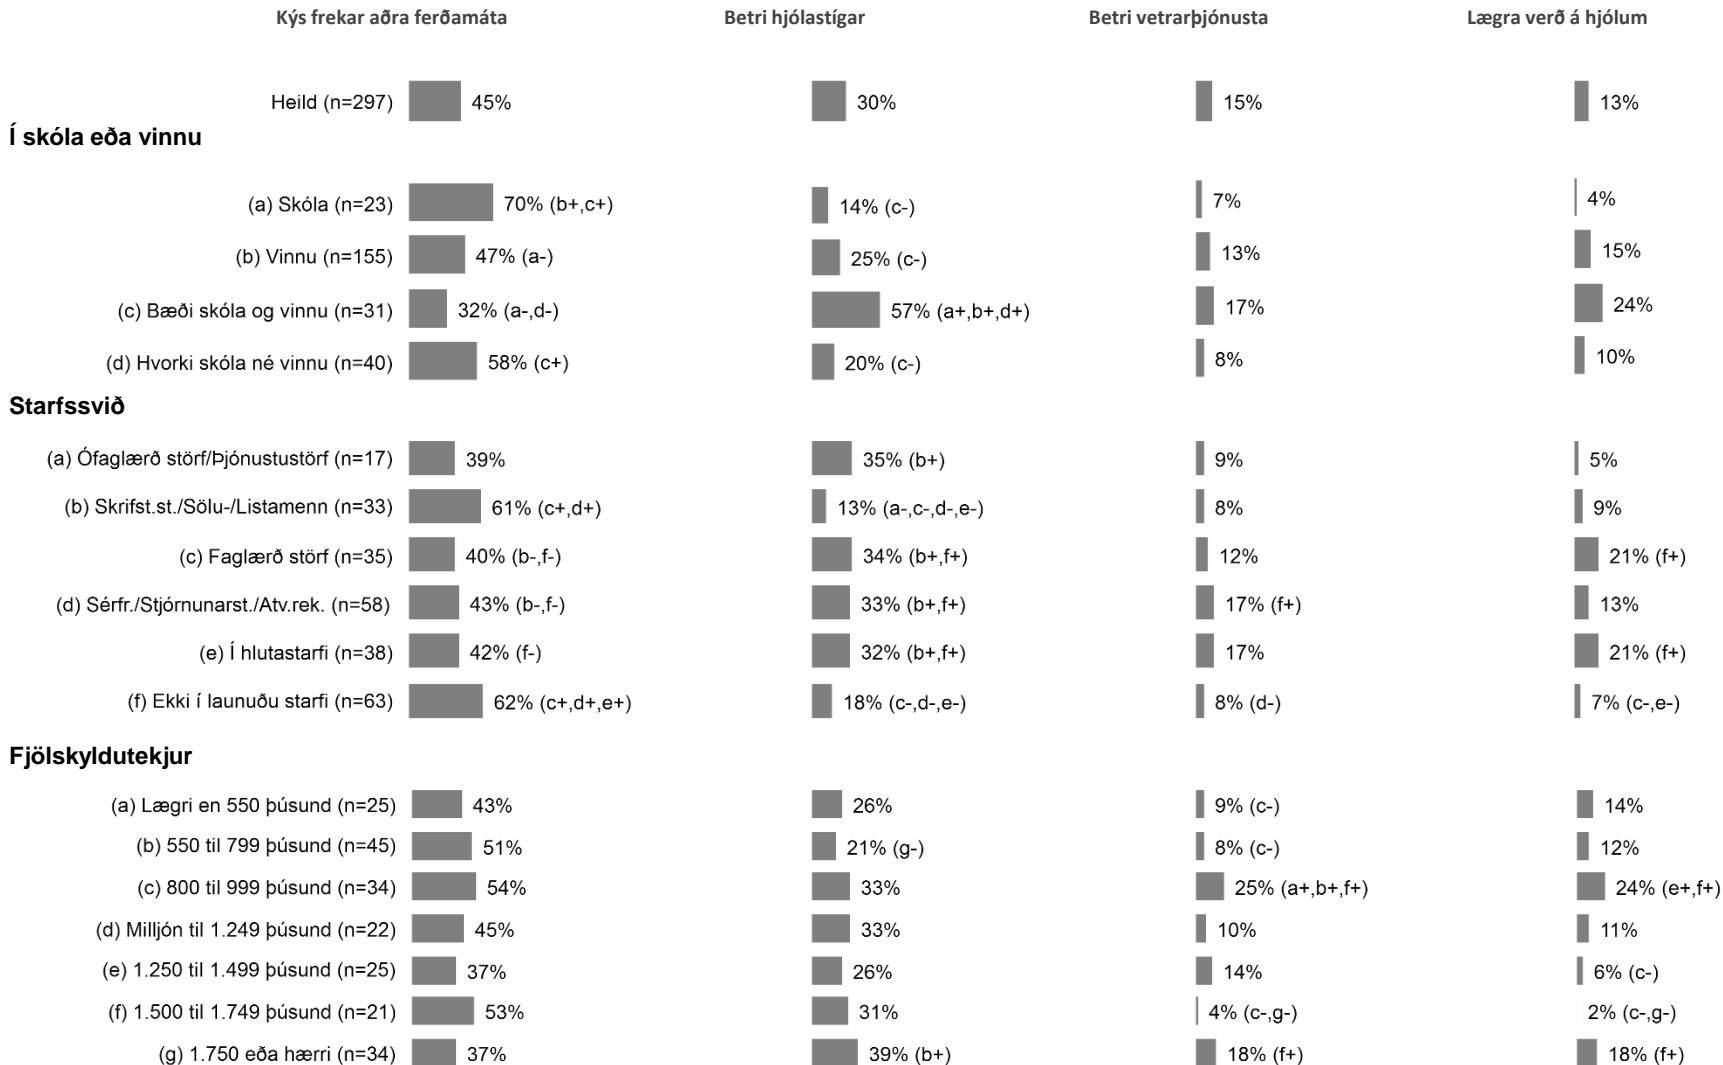 Kýs frekar aðra ferðamáta Betri hjólastígar Betri vetrarþjónusta Lægra verð á hjólum
Heild (n=297) 45% 30% 15% 13%
Í skóla eða vinnu
(a) Skóla (n=23) 70% (b+,c+) 14% (c-) 7% 4%
(b) Vinnu (n=155) 47% (a-) 25% (c-) 13% 15%
(c) Bæði skóla og vinnu (n=31) 32% (a-,d-) 57% (a+,b+,d+) 17% 24%
(d) Hvorki skóla né vinnu (n=40) 58% (c+) 20% (c-) 8% 10%
Starfssvið
(a) Ófaglærð störf/Þjónustustörf (n=17) 39% 35% (b+) 9% 5%
(b) Skrifst.st./Sölu-/Listamenn (n=33) 61% (c+,d+) 13% (a-,c-,d-,e-) 8% 9%
(c) Faglærð störf (n=35) 40% (b-,f-) 34% (b+,f+) 12% 21% (f+)
(d) Sérfr./Stjórnunarst./Atv.rek. (n=58) 43% (b-,f-) 33% (b+,f+) 17% (f+) 13%
(e) Í hlutastarfi (n=38) 42% (f-) 32% (b+,f+) 17% 21% (f+)
(f) Ekki í launuðu starfi (n=63) 62% (c+,d+,e+) 18% (c-,d-,e-) 8% (d-) 7% (c-,e-)
Fjölskyldutekjur
(a) Lægri en 550 þúsund (n=25) 43% 26% 9% (c-) 14%
(b) 550 til 799 þúsund (n=45) 51% 21% (g-) 8% (c-) 12%
(c) 800 til 999 þúsund (n=34) 54% 33% 25% (a+,b+,f+) 24% (e+,f+)
(d) Milljón til 1.249 þúsund (n=22) 45% 33% 10% 11%
(e) 1.250 til 1.499 þúsund (n=25) 37% 26% 14% 6% (c-)
(f) 1.500 til 1.749 þúsund (n=21) 53% 31% 4% (c-,g-) 2% (c-,g-)
(g) 1.750 eða hærri (n=34) 37% 39% (b+) 18% (f+) 18% (f+)